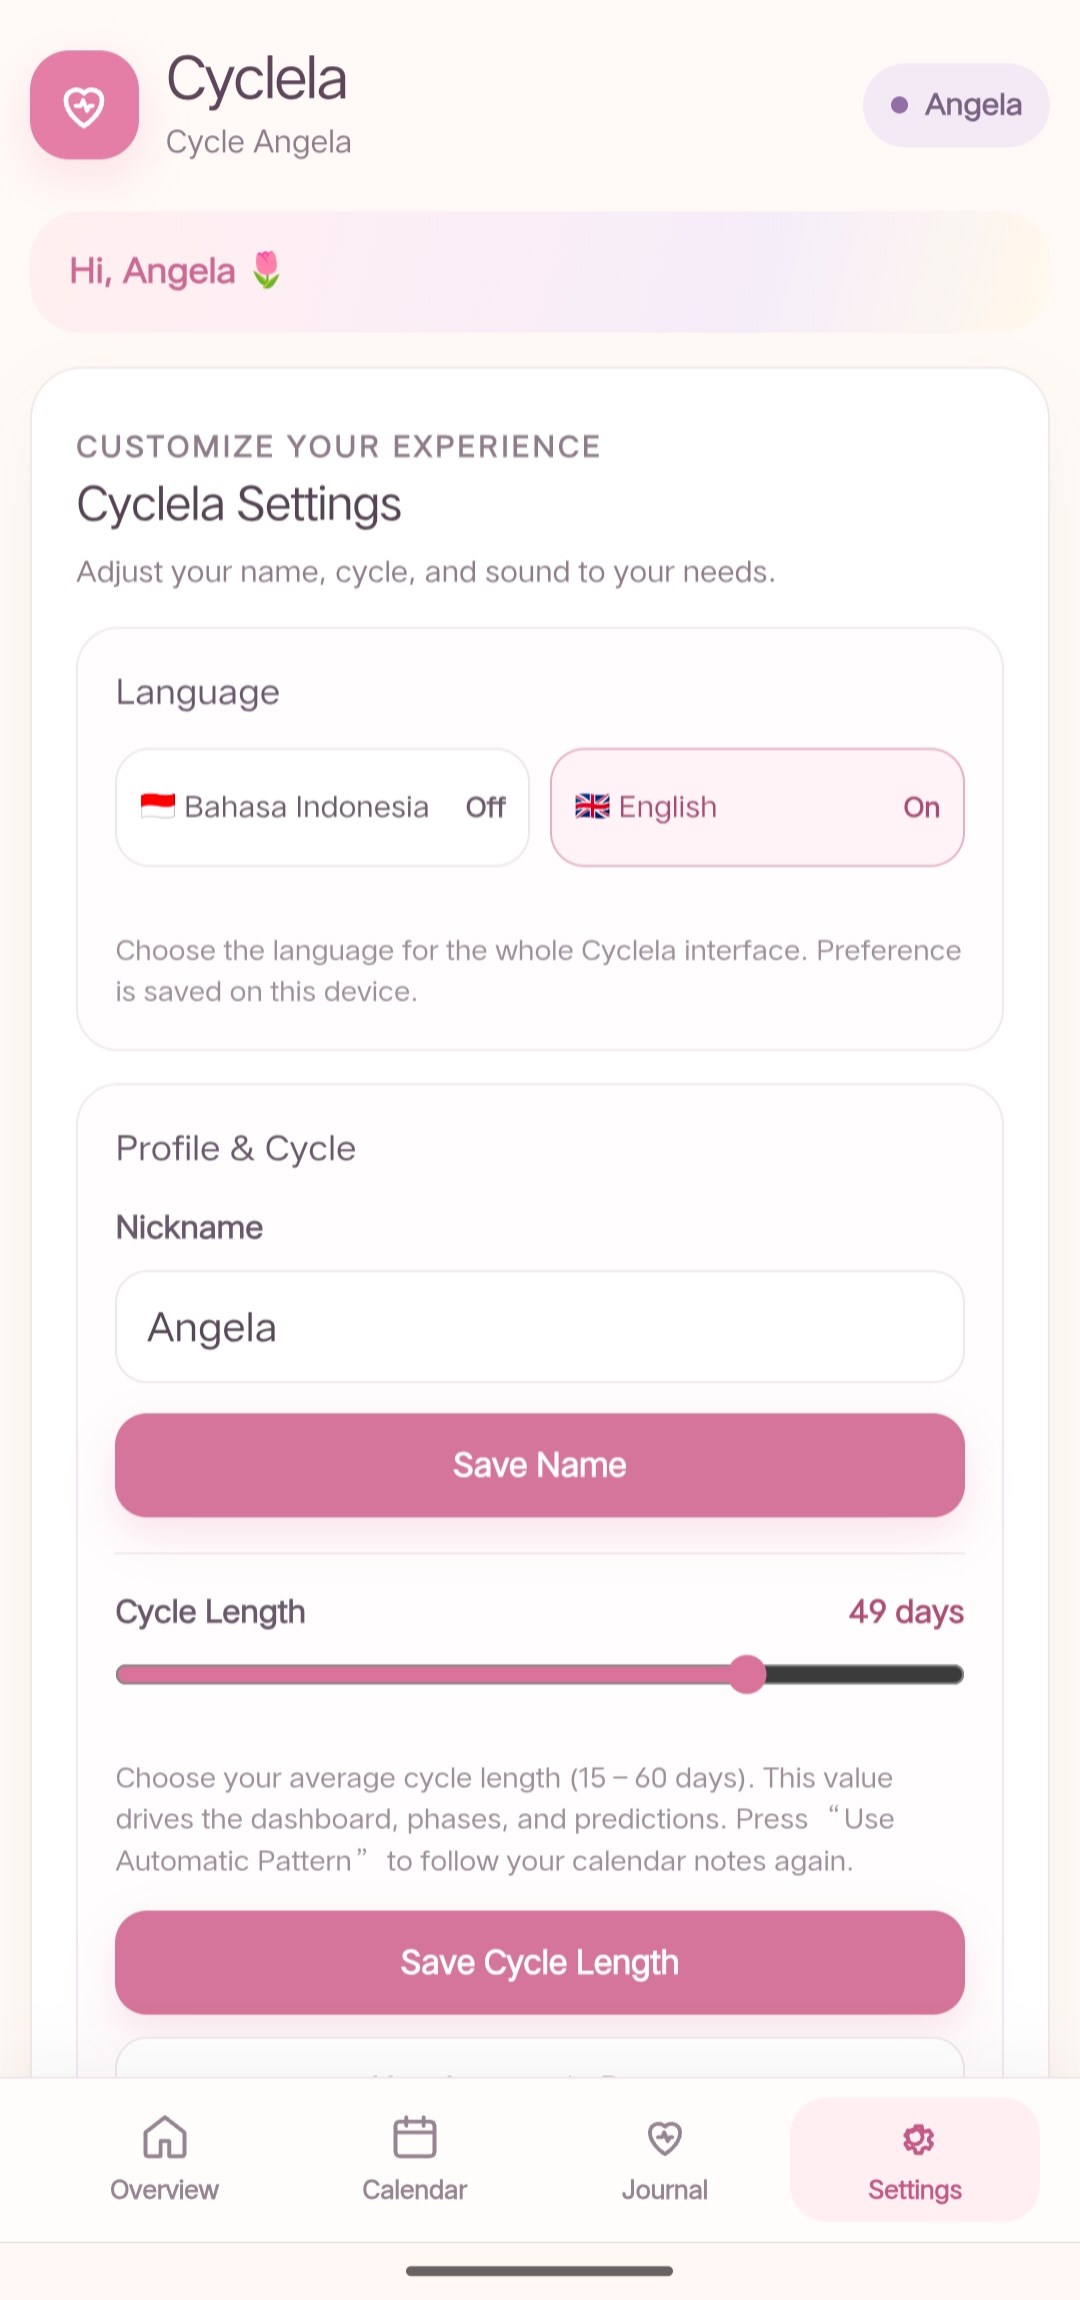 Cyclela
Cycle Angela
Angela
Hi, Angela 🌷
CUSTOMIZE YOUR EXPERIENCE
Cyclela Settings
Adjust your name, cycle, and sound to your needs.
Language
🇮🇩 Bahasa Indonesia Off
🇬🇧 English On
Choose the language for the whole Cyclela interface. Preference
is saved on this device.
Profile & Cycle
Nickname
Angela
Save Name
Cycle Length 49 days
Choose your average cycle length (15 – 60 days). This value
drives the dashboard, phases, and predictions. Press “Use
Automatic Pattern” to follow your calendar notes again.
Save Cycle Length
Overview
Calendar
Journal
Settings